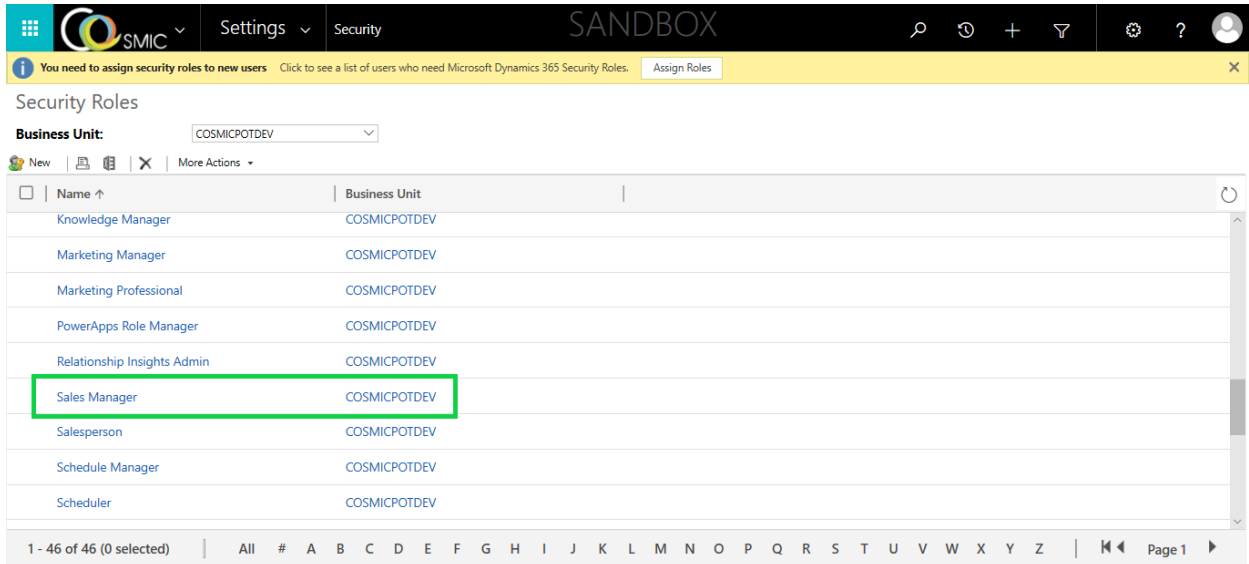 COSMIC Settings Security SANDBOX ?
You need to assign security roles to new users Click to see a list of users who need Microsoft Dynamics 365 Security Roles. Assign Roles
Security Roles
Business Unit: COSMICPOTDEV
New More Actions
Name Business Unit
Knowledge Manager COSMICPOTDEV
Marketing Manager COSMICPOTDEV
Marketing Professional COSMICPOTDEV
PowerApps Role Manager COSMICPOTDEV
Relationship Insights Admin COSMICPOTDEV
Sales Manager COSMICPOTDEV
Salesperson COSMICPOTDEV
Schedule Manager COSMICPOTDEV
Scheduler COSMICPOTDEV
1 - 46 of 46 (0 selected) All # A B C D E F G H I J K L M N O P Q R S T U V W X Y Z Page 1